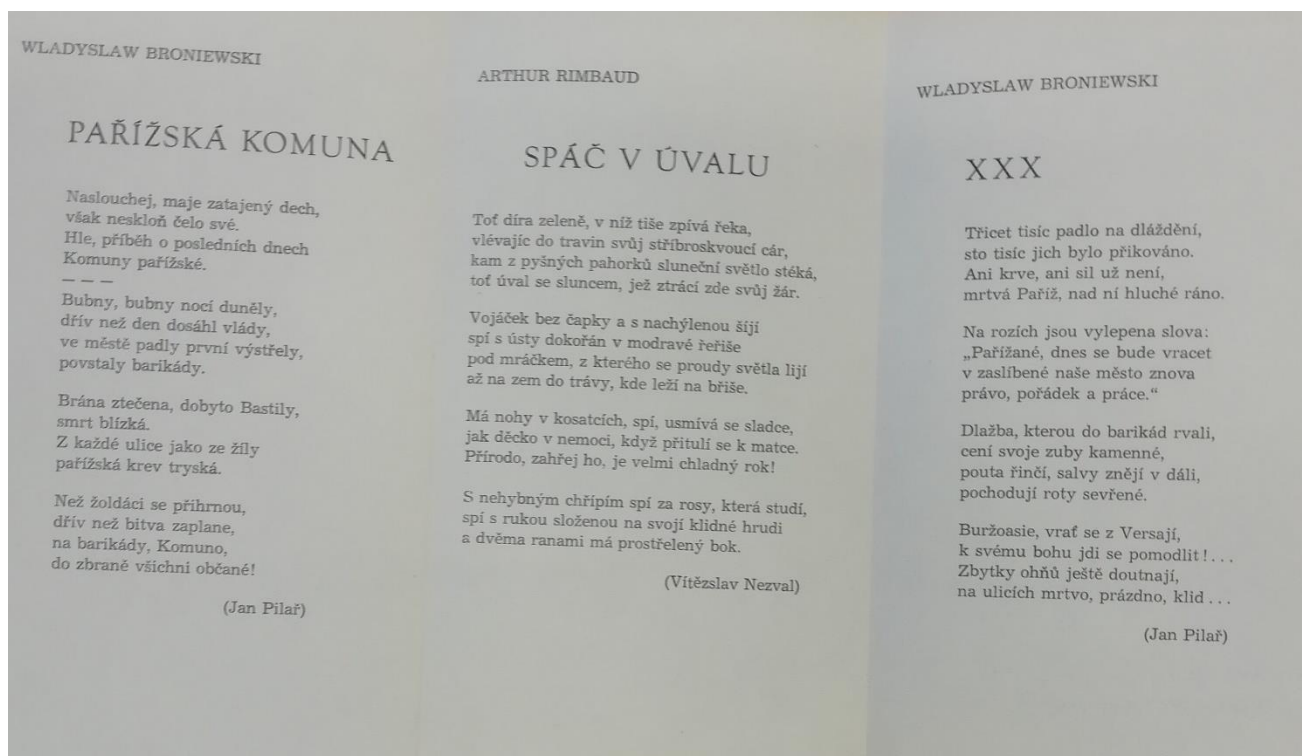 WLADYSLAW BRONIEWSKI
PAŘÍŽSKÁ KOMUNA
Naslouchej, maje zatajený dech,
však neskloň čelo své.
Hle, příběh o posledních dnech
Komuny pařížské.
— — —
Bubny, bubny nocí duněly,
dřív než den dosáhl vlády,
ve městě padly první výstřely,
povstaly barikády.
Brána ztečena, dobyto Bastily,
smrt blízká.
Z každé ulice jako ze žíly
pařížská krev tryská.
Než žoldáci se přihrnou,
dřív než bitva zaplane,
na barikády, Komuno,
do zbraně všichni občané!
(Jan Pilař)
ARTHUR RIMBAUD
SPÁČ V ÚVALU
Toť díra zeleně, v níž tiše zpívá řeka,
vlévajíc do travin svůj stříbroskvoucí cár,
kam z pyšných pahorků sluneční světlo stéká,
toť úval se sluncem, jež ztrácí zde svůj žár.
Vojáček bez čapky a s nachýlenou šíjí
spí s ústy dokořán v modravé řeřiše
pod mráčkem, z kterého se proudy světla lijí
až na zem do trávy, kde leží na břiše.
Má nohy v kosatcích, spí, usmívá se sladce,
jak děcko v nemoci, když přitulí se k matce.
Přírodo, zahřej ho, je velmi chladný rok!
S nehybným chřípím spí za rosy, která studí,
spí s rukou složenou na svojí klidné hrudi
a dvěma ranami má prostřelený bok.
(Vítězslav Nezval)
WLADYSLAW BRONIEWSKI
XXX
Třicet tisíc padlo na dláždění,
sto tisíc jich bylo přikováno.
Ani krve, ani sil už není,
mrtvá Paříž, nad ní hluché ráno.
Na rozích jsou vylepena slova:
„Pařížané, dnes se bude vracet
v zaslíbené naše město znova
právo, pořádek a práce.“
Dlažba, kterou do barikád rvali,
cení svoje zuby kamenné,
pouta řinčí, salvy znějí v dáli,
pochodují roty sevřené.
Buržoasie, vrať se z Versají,
k svému bohu jdi se pomodlit!...
Zbytky ohňů ještě doutnají,
na ulicích mrtvo, prázdno, klid...
(Jan Pilař)